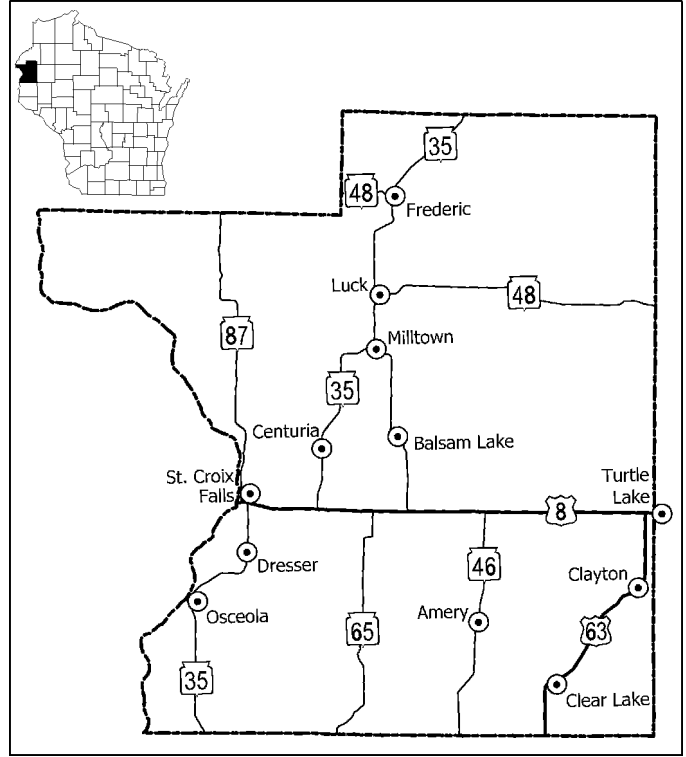 35
48
Frederic
Luck
48
87
Milltown
35
Centuria
Balsam Lake
St. Croix
Falls
Turtle
Lake
8
Dresser
46
Clayton
Osceola
Amery
65
63
35
Clear Lake